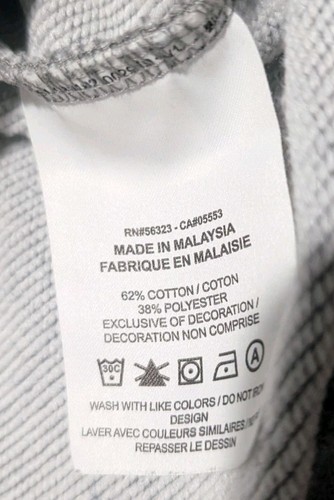 RN#56323 - CA#05553
MADE IN MALAYSIA
FABRIQUE EN MALAISIE
62% COTTON / COTON
38% POLYESTER
EXCLUSIVE OF DECORATION /
DECORATION NON COMPRISE
30C A
WASH WITH LIKE COLORS / DO NOT IRON
DESIGN
LAVER AVEC COULEURS SIMILAIRES /
REPASSER LE DESSIN